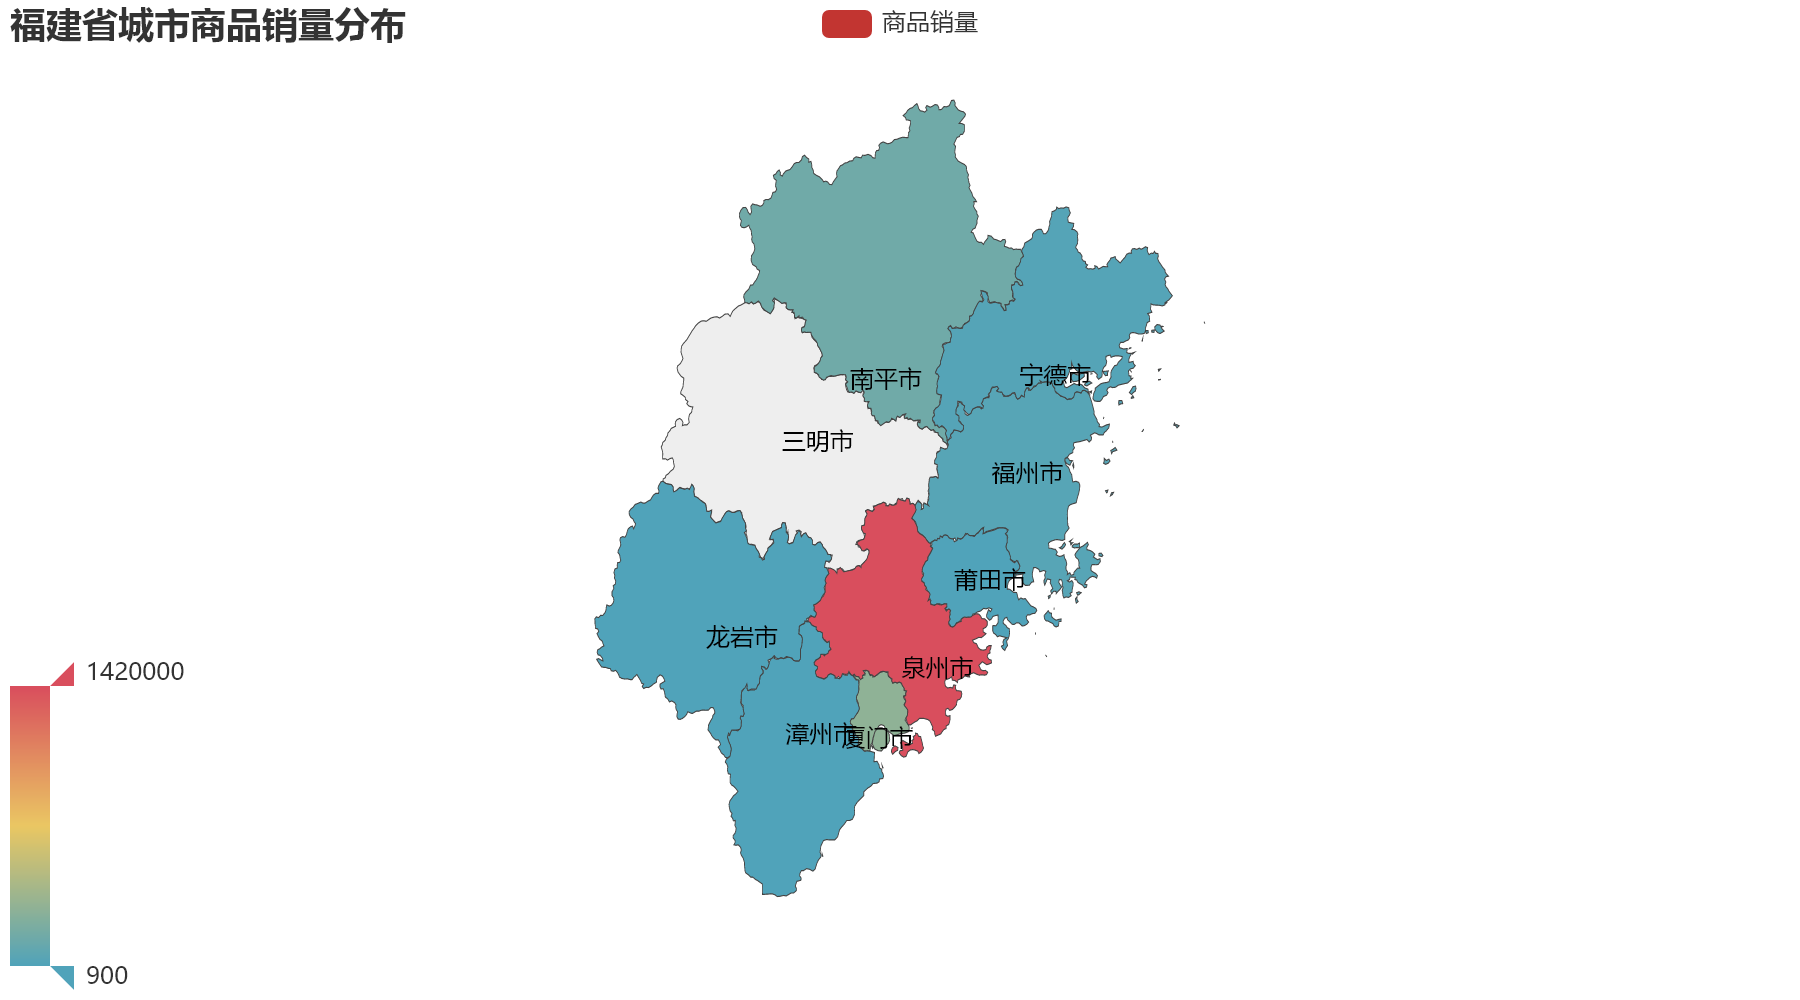 福建省城市商品销量分布
商品销量
南平市
宁德市
三明市
福州市
莆田市
龙岩市
泉州市
漳州市
厦门市
1420000
900